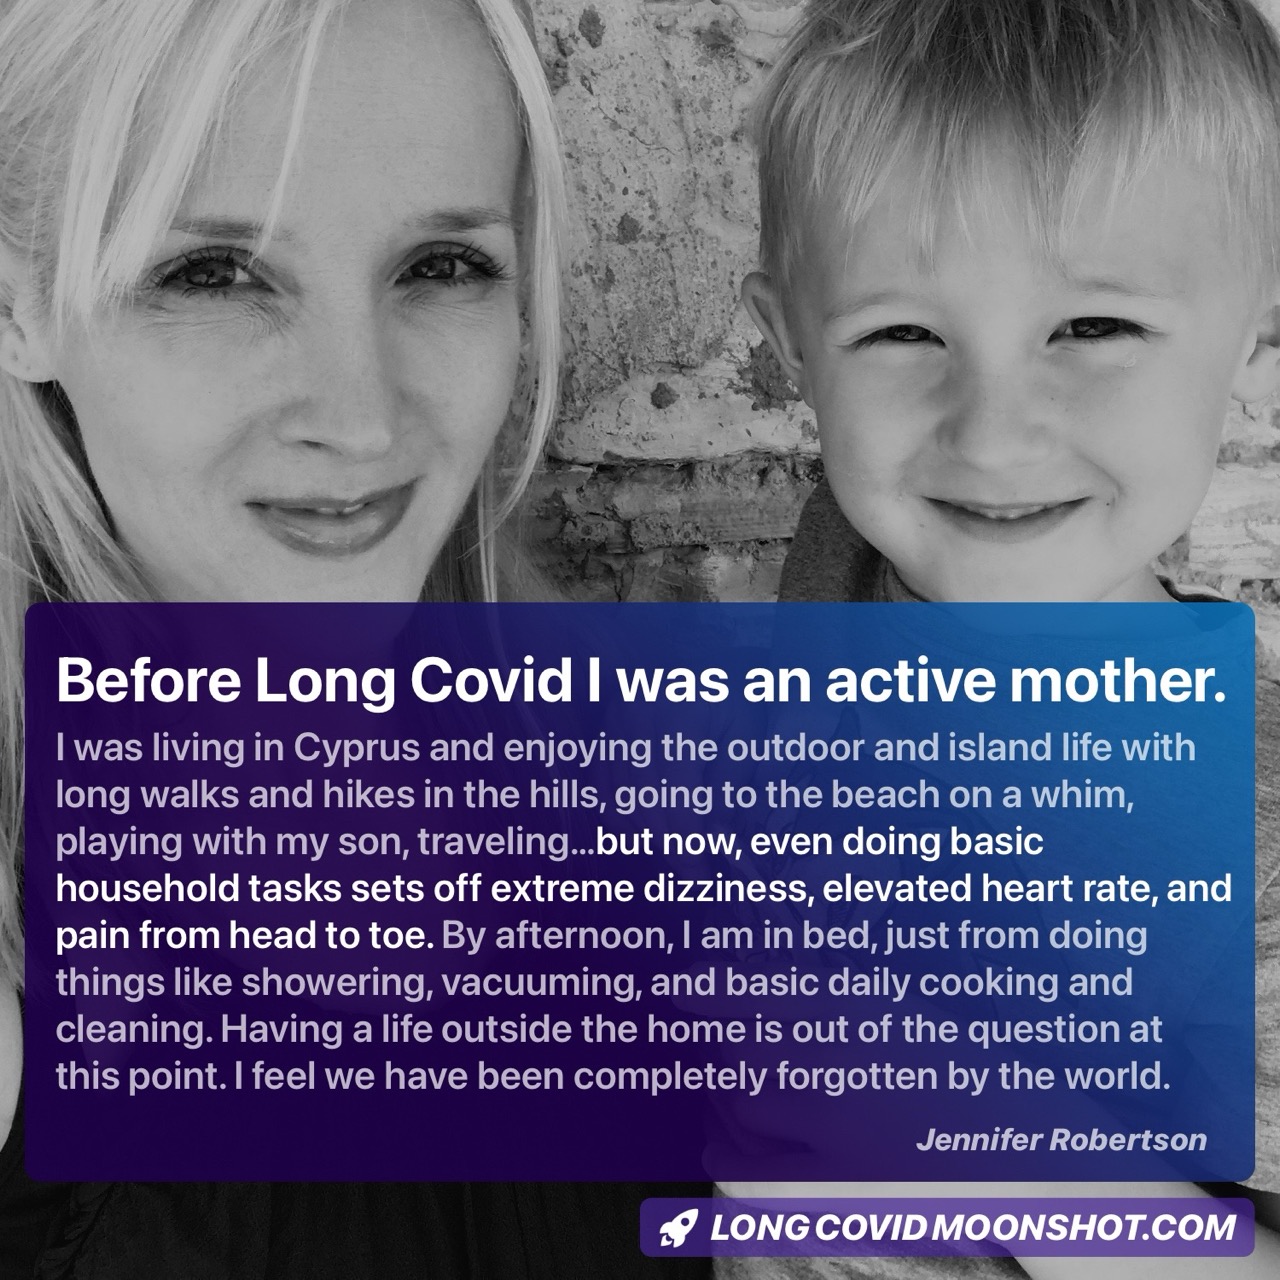 Before Long Covid I was an active mother.
I was living in Cyprus and enjoying the outdoor and island life with
long walks and hikes in the hills, going to the beach on a whim,
playing with my son, traveling...but now, even doing basic
household tasks sets off extreme dizziness, elevated heart rate, and
pain from head to toe. By afternoon, I am in bed, just from doing
things like showering, vacuuming, and basic daily cooking and
cleaning. Having a life outside the home is out of the question at
this point. I feel we have been completely forgotten by the world.
Jennifer Robertson
LONG COVID MOONSHOT.COM